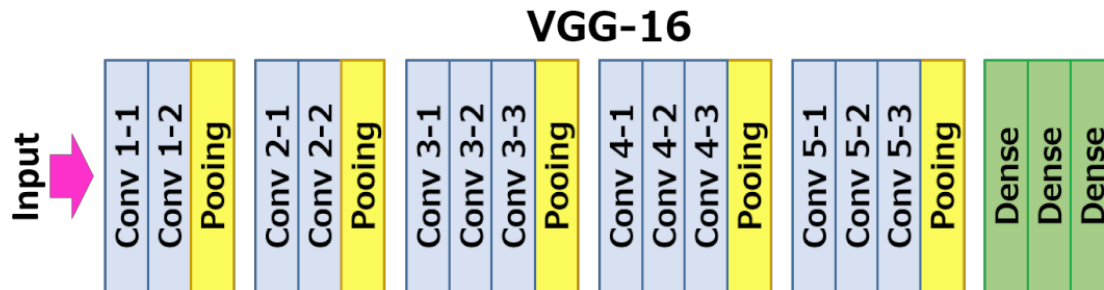 VGG-16
Input
Conv 1-1
Conv 1-2
Pooing
Conv 2-1
Conv 2-2
Pooing
Conv 3-1
Conv 3-2
Conv 3-3
Pooing
Conv 4-1
Conv 4-2
Conv 4-3
Pooing
Conv 5-1
Conv 5-2
Conv 5-3
Pooing
Dense
Dense
Dense